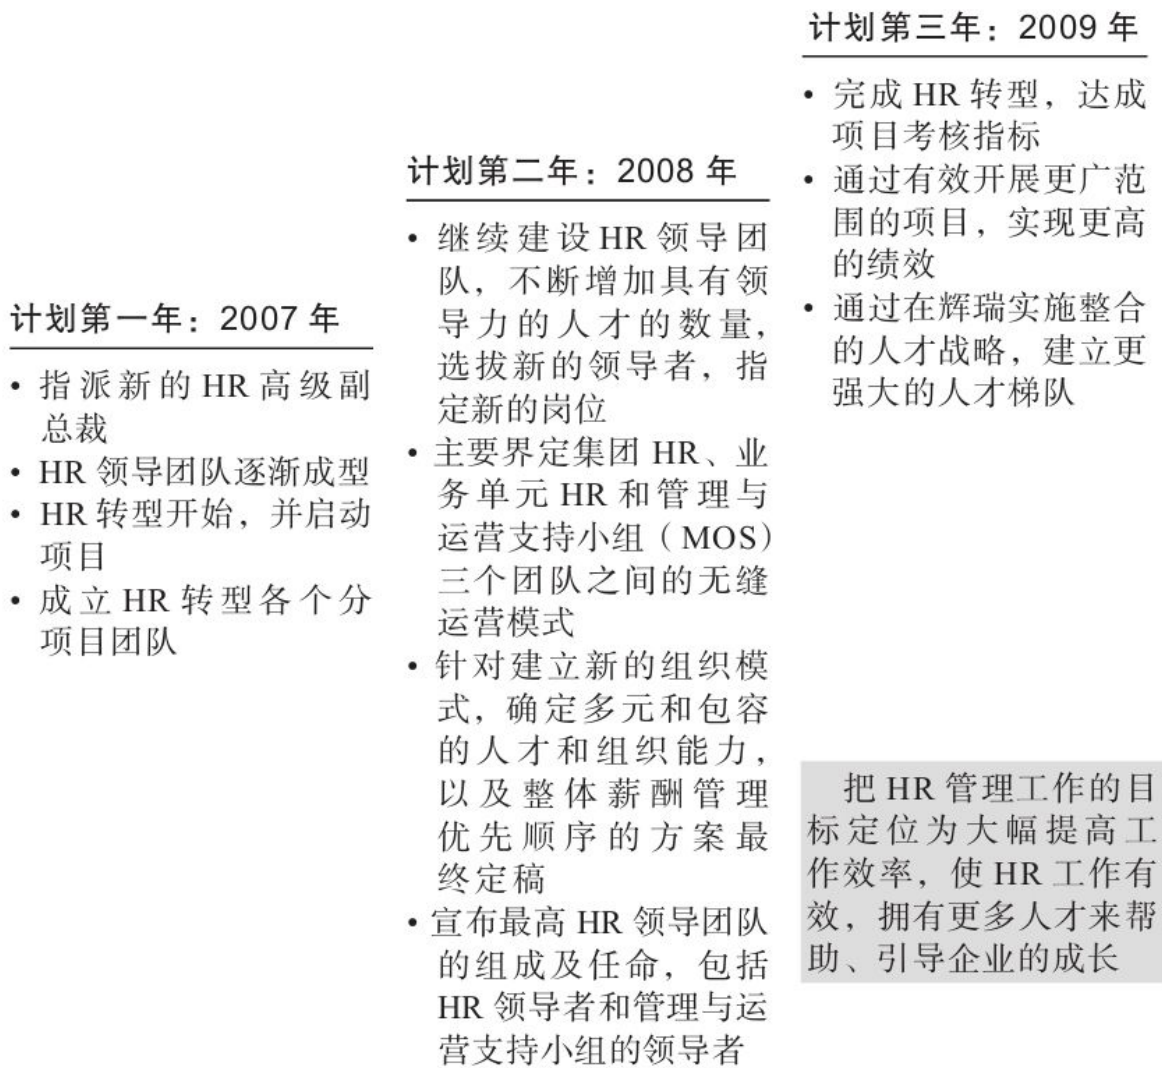 计划第一年：2007 年
• 指派新的 HR 高级副
总裁
• HR 领导团队逐渐成型
• HR 转型开始，并启动
项目
• 成立 HR 转型各个分
项目团队
计划第二年：2008 年
• 继续建设 HR 领导团
队，不断增加具有领
导力的人才的数量，
选拔新的领导者，指
定新的岗位
• 主要界定集团 HR、业
务单元 HR 和管理与
运营支持小组（MOS）
三个团队之间的无缝
运营模式
• 针对建立新的组织模
式，确定多元和包容
的人才和组织能力，
以及整体薪酬管理
优先顺序的方案最
终定稿
• 宣布最高 HR 领导团队
的组成及任命，包括
HR 领导者和管理与运
营支持小组的领导者
计划第三年：2009 年
• 完成 HR 转型，达成
项目考核指标
• 通过有效开展更广范
围的项目，实现更高
的绩效
• 通过在辉瑞实施整合
的人才战略，建立更
强大的人才梯队
把 HR 管理工作的目
标定位为大幅提高工
作效率，使 HR 工作有
效，拥有更多人才来帮
助、引导企业的成长